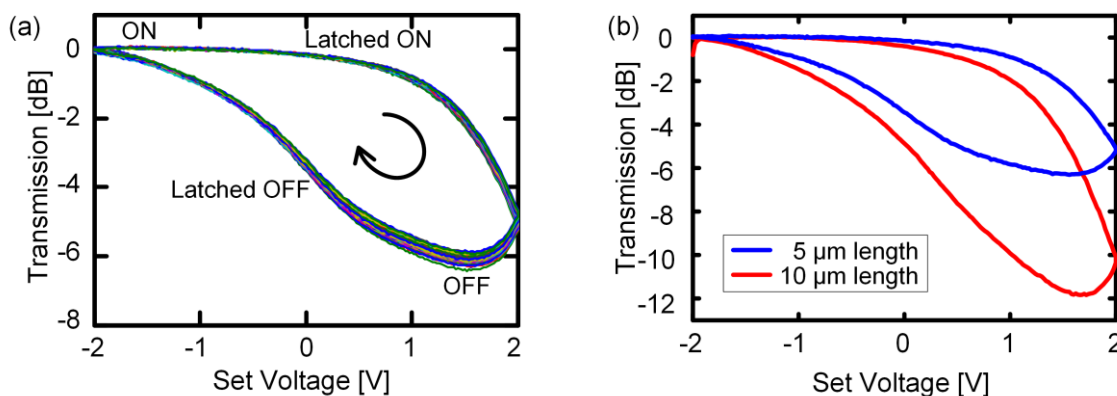 (a)
ON
Latched ON
Latched OFF
OFF
0
-2
-4
-6
-8
Transmission [dB]
-2 -1 0 1 2
Set Voltage [V]
(b)
0
-2
-4
-6
-8
-10
-12
Transmission [dB]
5 µm length
10 µm length
-2 -1 0 1 2
Set Voltage [V]